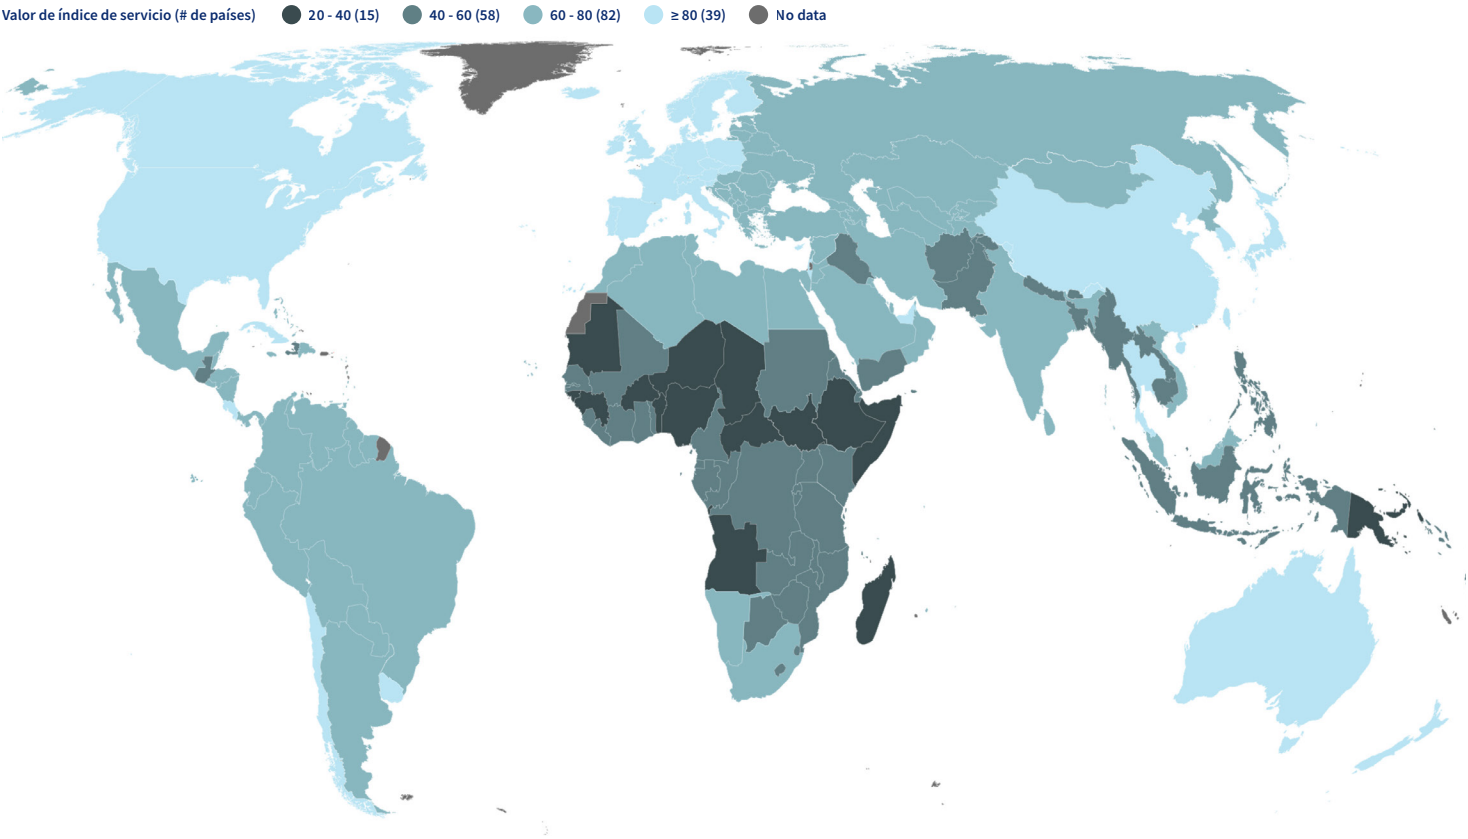 Valor de índice de servicio (# de países) 20 - 40 (15) 40 - 60 (58) 60 - 80 (82) ≥ 80 (39) No data